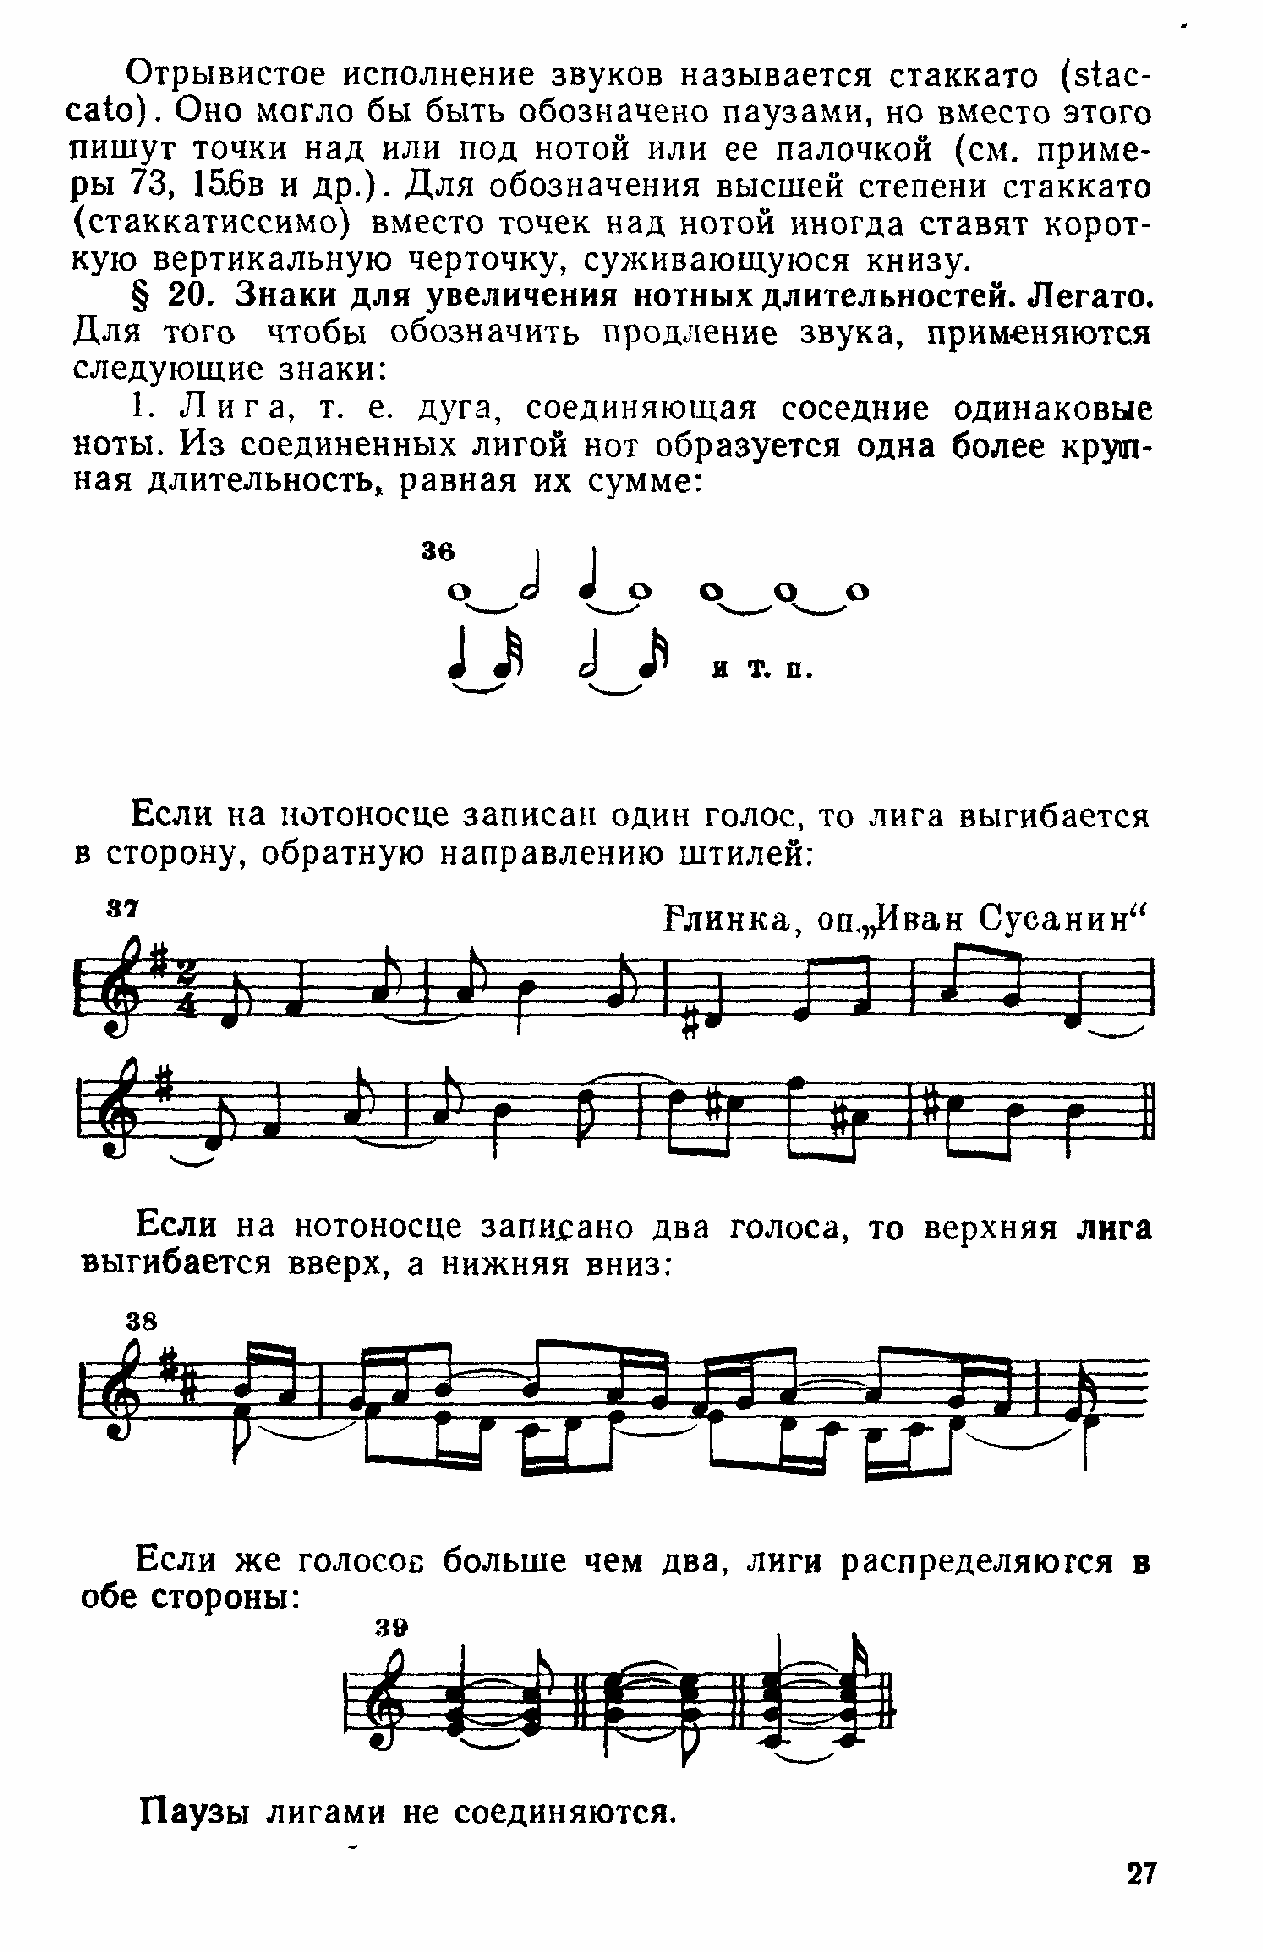 Отрывистое исполнение звуков называется стаккато (stac-
cato). Оно могло бы быть обозначено паузами, но вместо этого
пишут точки над или под нотой или ее палочкой (см. приме-
ры 73, 156в и др.). Для обозначения высшей степени стаккато
(стаккатиссимо) вместо точек над нотой иногда ставят корот-
кую вертикальную черточку, суживающуюся книзу.
§ 20. Знаки для увеличения нотных длительностей. Легато.
Для того чтобы обозначить продление звука, применяются
следующие знаки:
1. Лига, т. е. дуга, соединяющая соседние одинаковые
ноты. Из соединенных лигой нот образуется одна более круп-
ная длительность, равная их сумме:
36
и т. п.
Если на нотоносце записан один голос, то лига выгибается
в сторону, обратную направлению штилей:
37
Глинка, оп. „Иван Сусанин“
2
4
Если на нотоносце записано два голоса, то верхняя лига
выгибается вверх, а нижняя вниз:
38
Если же голосов больше чем два, лиги распределяются в
обе стороны:
39
Паузы лигами не соединяются.
27